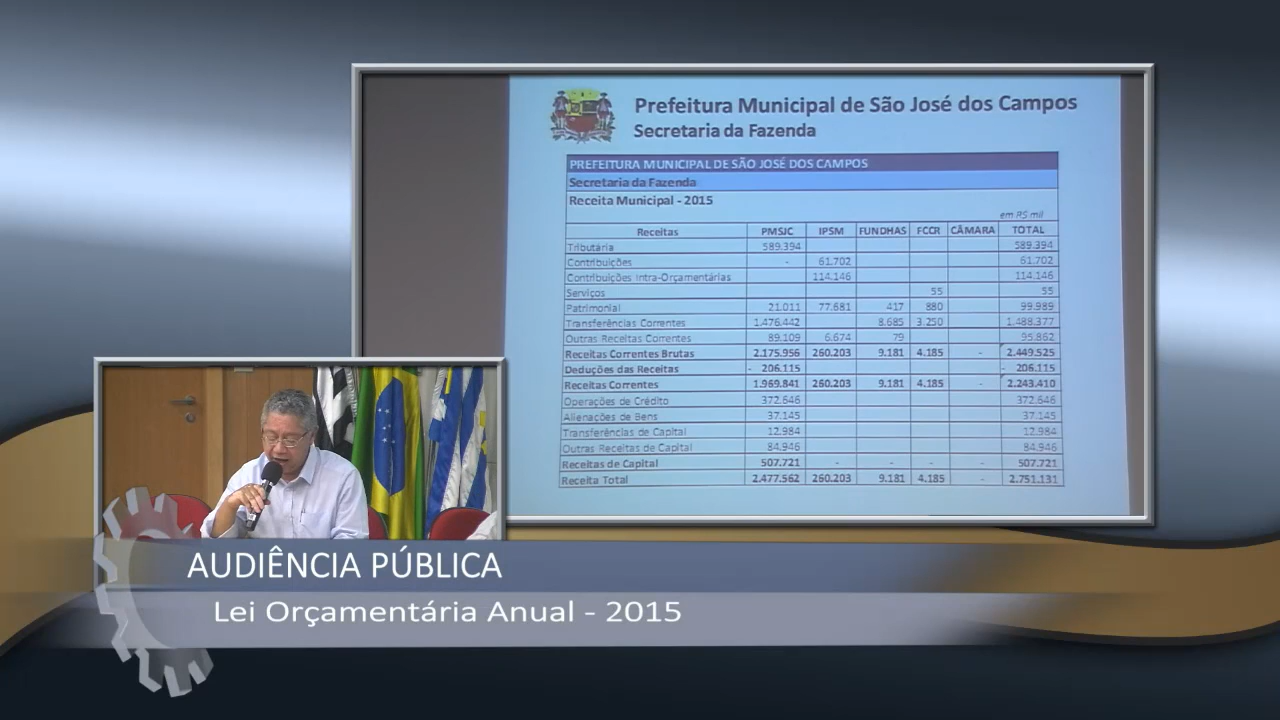 Prefeitura Municipal de São José dos Campos
Secretaria da Fazenda
PREFEITURA MUNICIPAL DE SÃO JOSÉ DOS CAMPOS
Secretaria da Fazenda
Receita Municipal - 2015
em R$ mil
Receitas PMSJC IPSM FUNDHAS FCCR CÂMARA TOTAL
Tributária 589.394 589.394
Contribuições - 61.702 61.702
Contribuições Intra-Orçamentárias 114.146 114.146
Serviços 55 55
Patrimonial 21.011 77.681 417 880 99.989
Transferências Correntes 1.476.442 8.685 3.250 1.488.377
Outras Receitas Correntes 89.109 6.674 79 95.862
Receitas Correntes Brutas 2.175.956 260.203 9.181 4.185 - 2.449.525
Deduções das Receitas - 206.115 - 206.115
Receitas Correntes 1.969.841 260.203 9.181 4.185 - 2.243.410
Operações de Crédito 372.646 372.646
Alienações de Bens 37.145 37.145
Transferências de Capital 12.984 12.984
Outras Receitas de Capital 84.946 84.946
Receitas de Capital 507.721 - - - - 507.721
Receita Total 2.477.562 260.203 9.181 4.185 - 2.751.131
AUDIÊNCIA PÚBLICA
Lei Orçamentária Anual - 2015